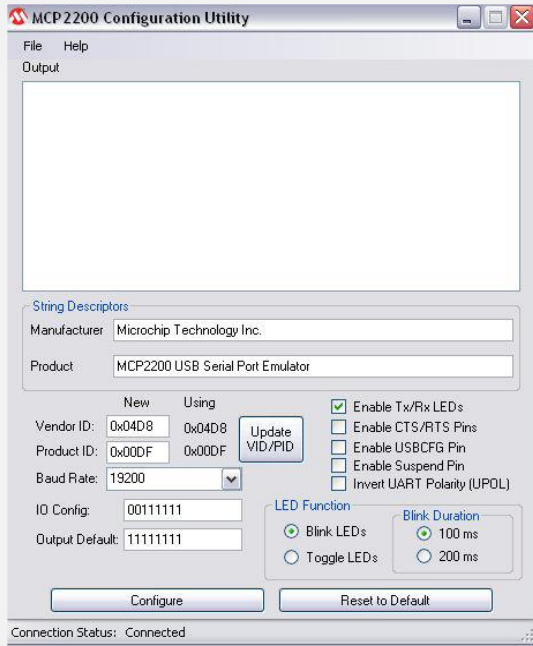 MCP2200 Configuration Utility
File Help
Output
String Descriptors
Manufacturer Microchip Technology Inc.
Product MCP2200 USB Serial Port Emulator
New Using
Vendor ID: 0x04D8 0x04D8
Product ID: 0x00DF 0x00DF
Update
VID/PID
Baud Rate: 19200
IO Config: 00111111
Output Default: 11111111
Enable Tx/Rx LEDs
Enable CTS/RTS Pins
Enable USBCFG Pin
Enable Suspend Pin
Invert UART Polarity (UPOL)
LED Function
Blink LEDs
Toggle LEDs
Blink Duration
100 ms
200 ms
Configure Reset to Default
Connection Status: Connected